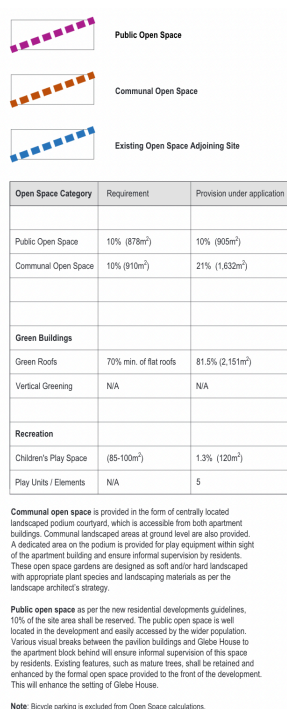 Public Open Space
Communal Open Space
Existing Open Space Adjoining Site
Open Space Category Requirement Provision under application
Public Open Space 10% (878m²) 10% (905m²)
Communal Open Space 10% (910m²) 21% (1,632m²)
Green Buildings
Green Roofs 70% min. of flat roofs 81.5% (2,151m²)
Vertical Greening N/A N/A
Recreation
Children's Play Space (85-100m²) 1.3% (120m²)
Play Units / Elements N/A 5
Communal open space is provided in the form of centrally located
landscaped podium courtyard, which is accessible from both apartment
buildings. Communal landscaped areas at ground level are also provided.
A dedicated area on the podium is provided for play equipment within sight
of the apartment building and ensure informal supervision by residents.
These open space gardens are designed as soft and/or hard landscaped
with appropriate plant species and landscaping materials as per the
landscape architect's strategy.
Public open space as per the new residential developments guidelines,
10% of the site area shall be reserved. The public open space is well
located in the development and easily accessed by the wider population.
Various visual breaks between the pavilion buildings and Glebe House to
the apartment block behind will ensure informal supervision of this space
by residents. Existing features, such as mature trees, shall be retained and
enhanced by the formal open space provided to the front of the development.
This will enhance the setting of Glebe House.
Note: Bicycle parking is excluded from Open Space calculations.